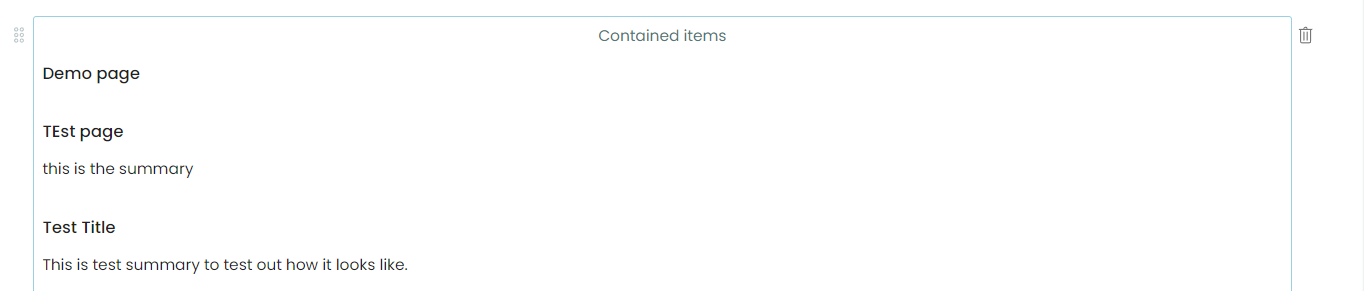 Contained items
Demo page
TEst page
this is the summary
Test Title
This is test summary to test out how it looks like.